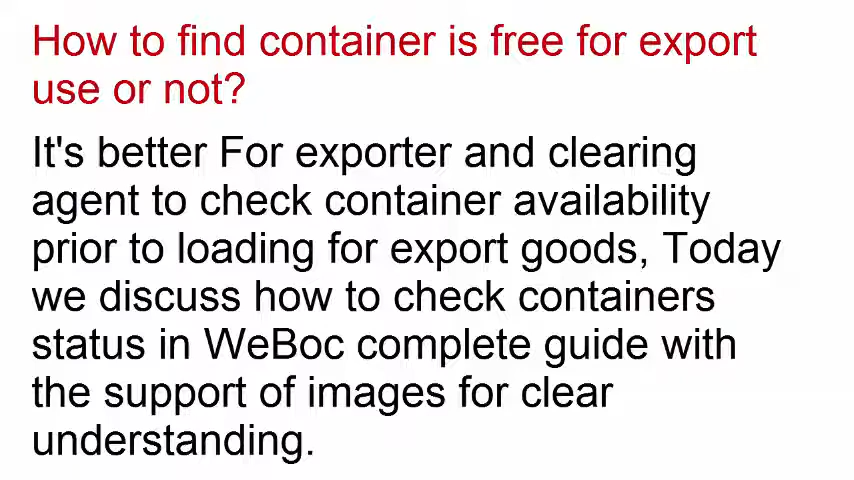 How to find container is free for export
use or not?
It's better For exporter and clearing
agent to check container availability
prior to loading for export goods, Today
we discuss how to check containers
status in WeBoc complete guide with
the support of images for clear
understanding.